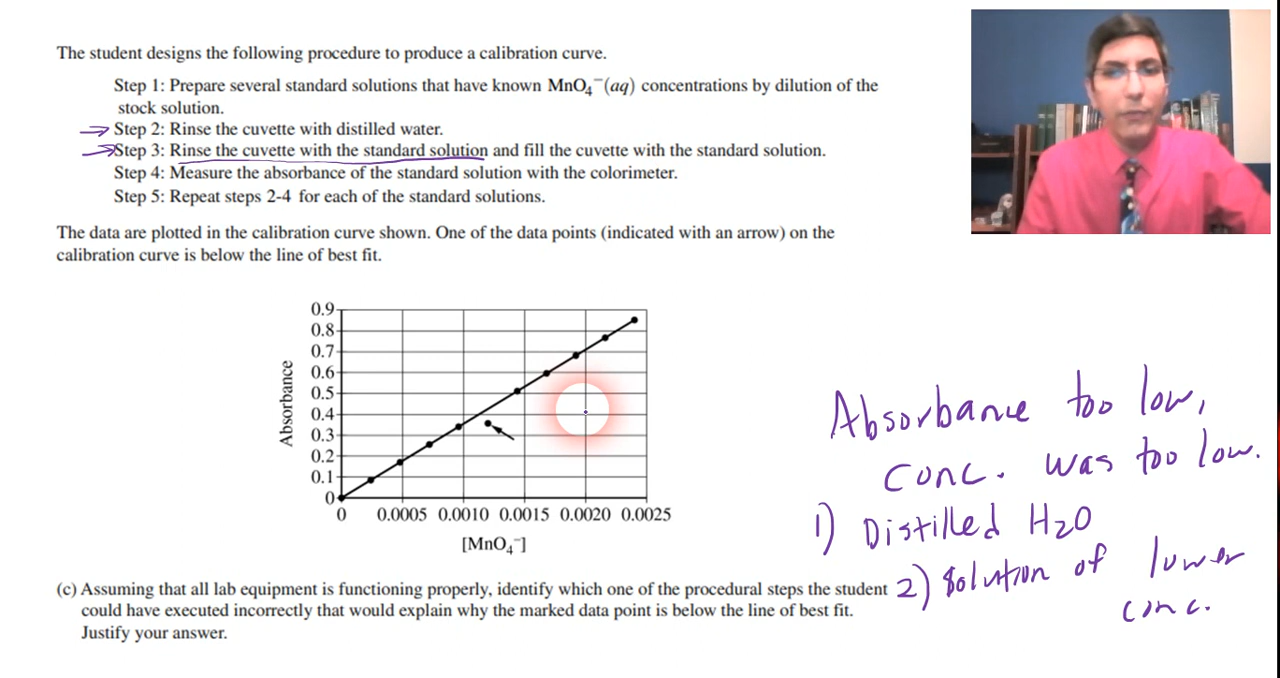 The student designs the following procedure to produce a calibration curve.
Step 1: Prepare several standard solutions that have known MnO₄⁻(aq) concentrations by dilution of the
stock solution.
Step 2: Rinse the cuvette with distilled water.
Step 3: Rinse the cuvette with the standard solution and fill the cuvette with the standard solution.
Step 4: Measure the absorbance of the standard solution with the colorimeter.
Step 5: Repeat steps 2-4 for each of the standard solutions.
The data are plotted in the calibration curve shown. One of the data points (indicated with an arrow) on the
calibration curve is below the line of best fit.
0.9
0.8
0.7
0.6
0.5
0.4
0.3
0.2
0.1
0
Absorbance
0 0.0005 0.0010 0.0015 0.0020 0.0025
[MnO₄⁻]
Absorbance too low,
conc. was too low.
1) Distilled H₂O
2) Solution of lower
conc.
(c) Assuming that all lab equipment is functioning properly, identify which one of the procedural steps the student
could have executed incorrectly that would explain why the marked data point is below the line of best fit.
Justify your answer.